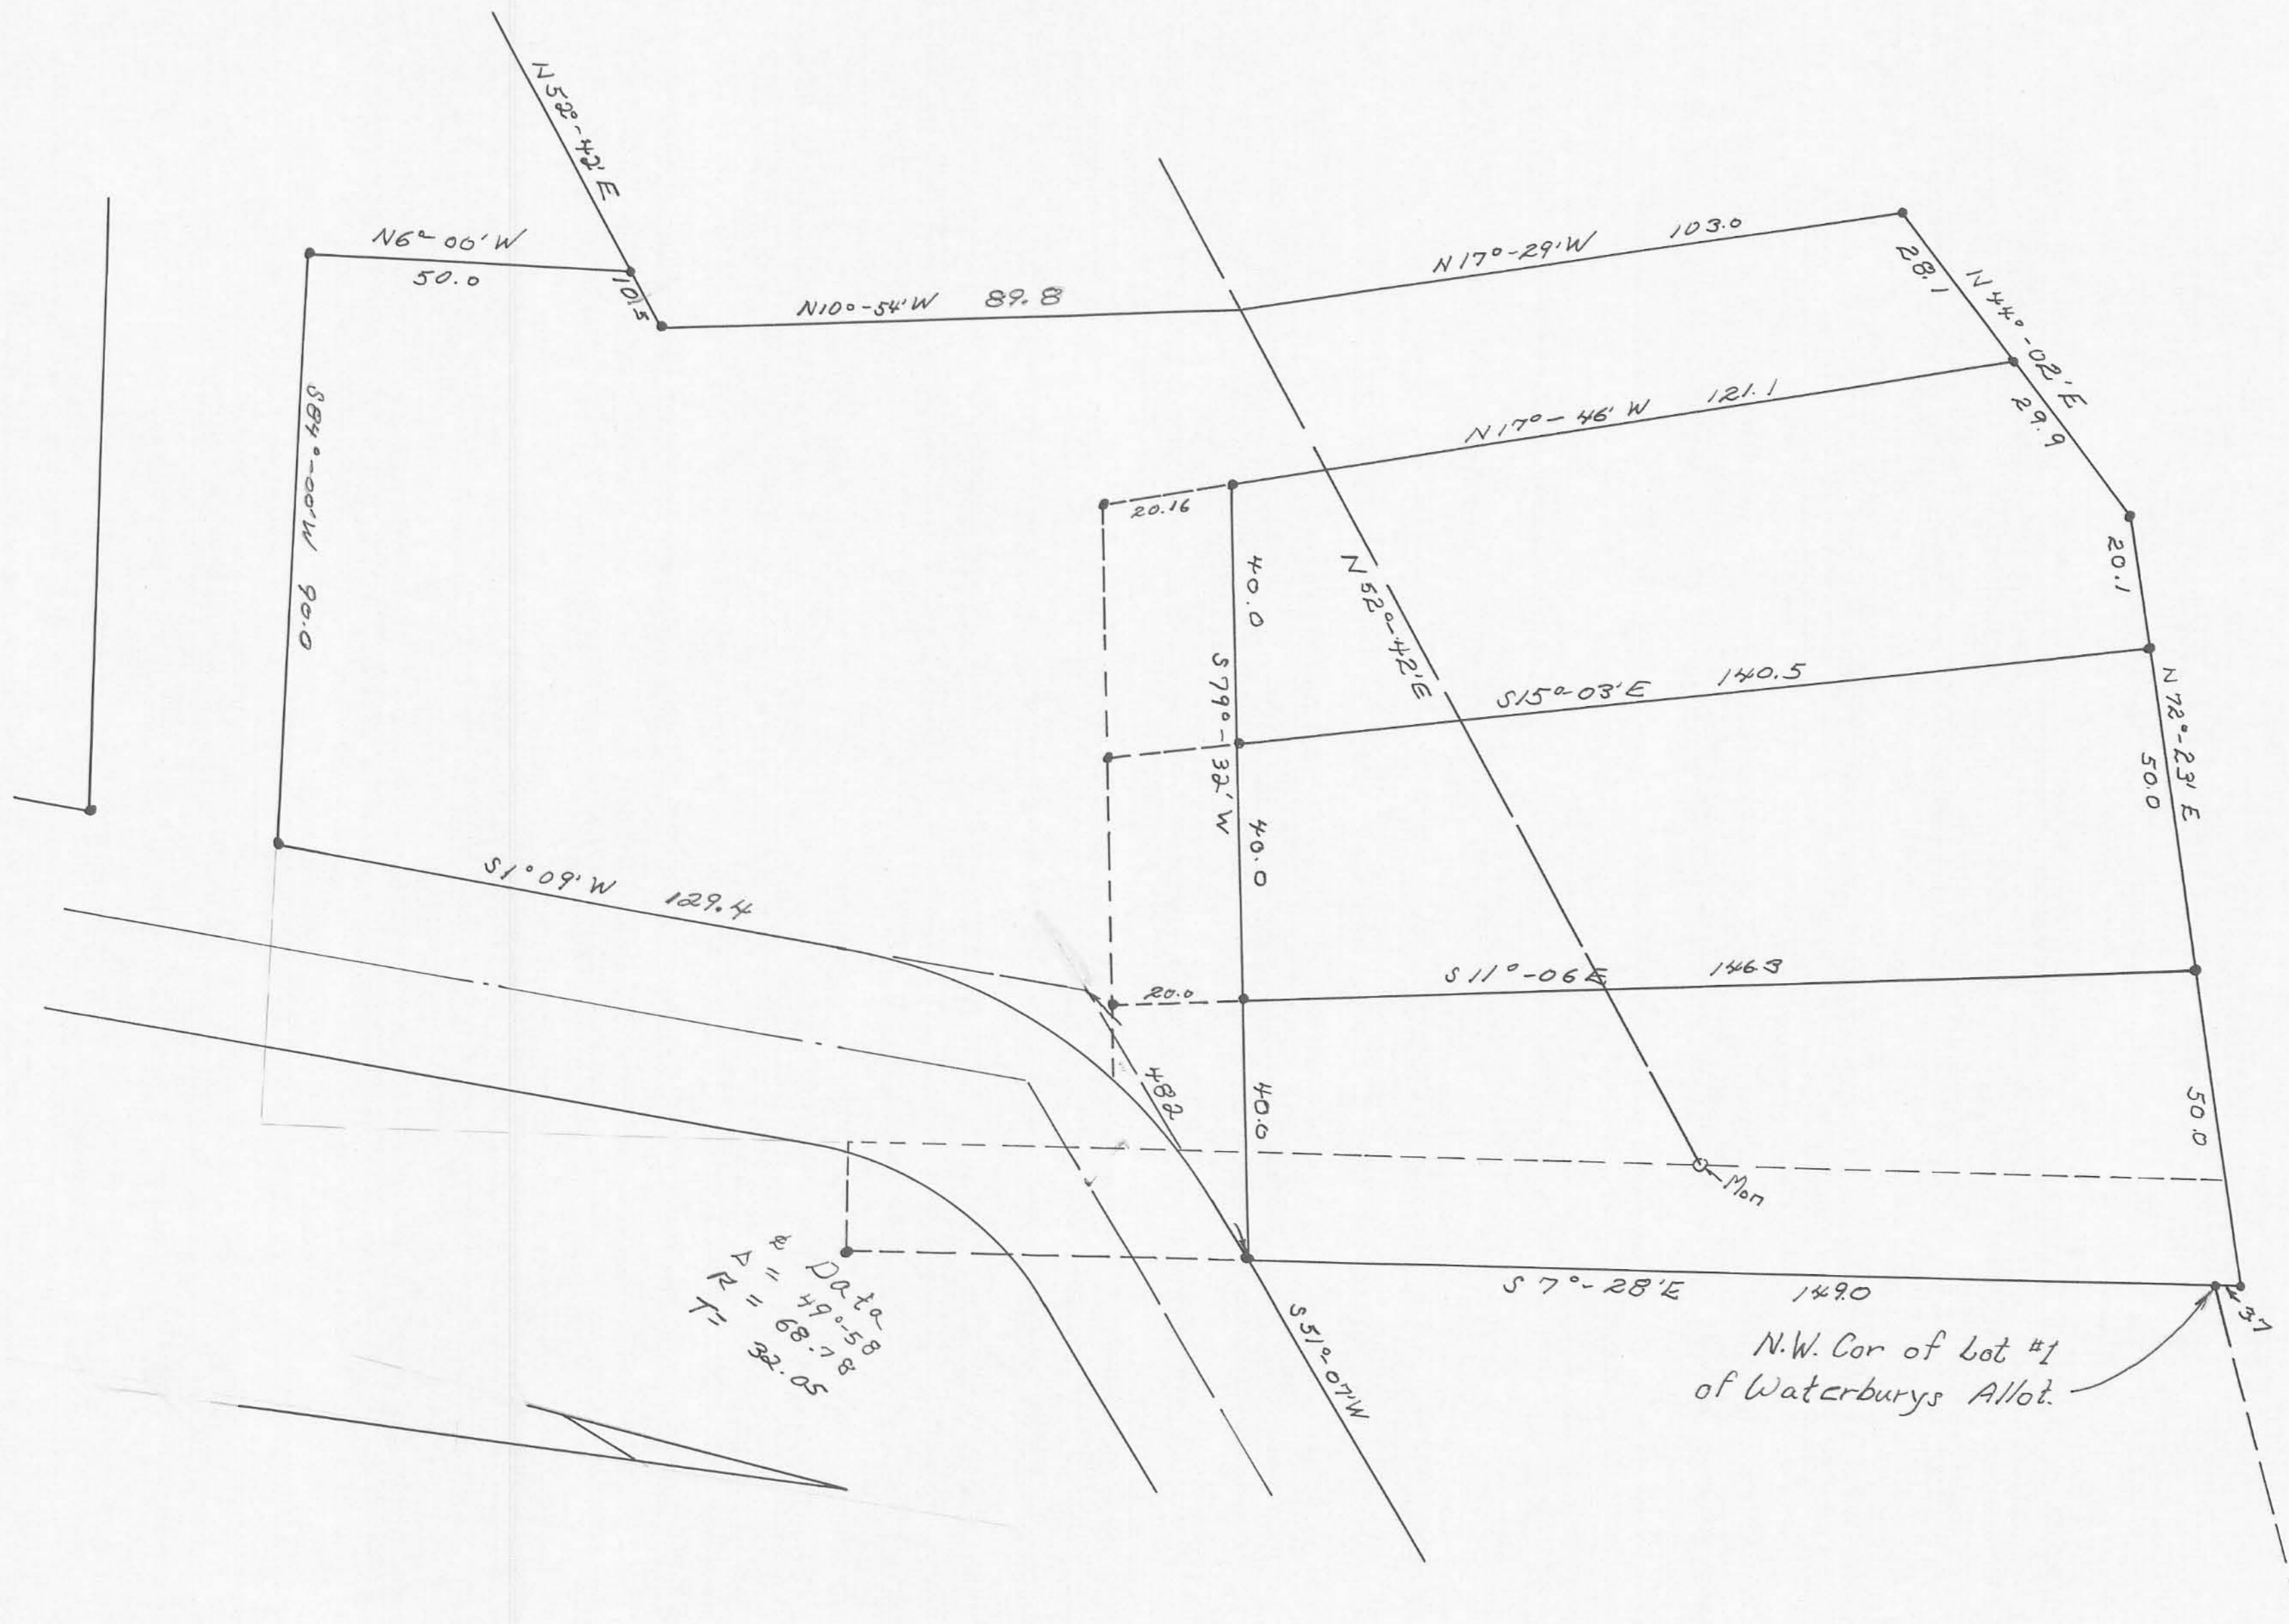 N52°-42'E
N6°-00'W
50.0
10.5
N10°-54'W 89.8
N17°-29'W 103.0
28.1
N44°-02'E
29.9
N17°-46'W 121.1
20.16
S84°-00'W 90.0
40.0
N52°-42'E
20.1
S15°-03'E 140.5
N72°-23'E
50.0
S79°-32'W
40.0
S1°09'W 129.4
S11°-06E 146.3
20.0
482
40.0
50.0
Mon
S7°-28'E 149.0
3.7
S51°-07'W
N.W. Cor of Lot #1
of Waterburys Allot.
℄ Data
Δ = 49°-58
R = 68.78
T = 32.05